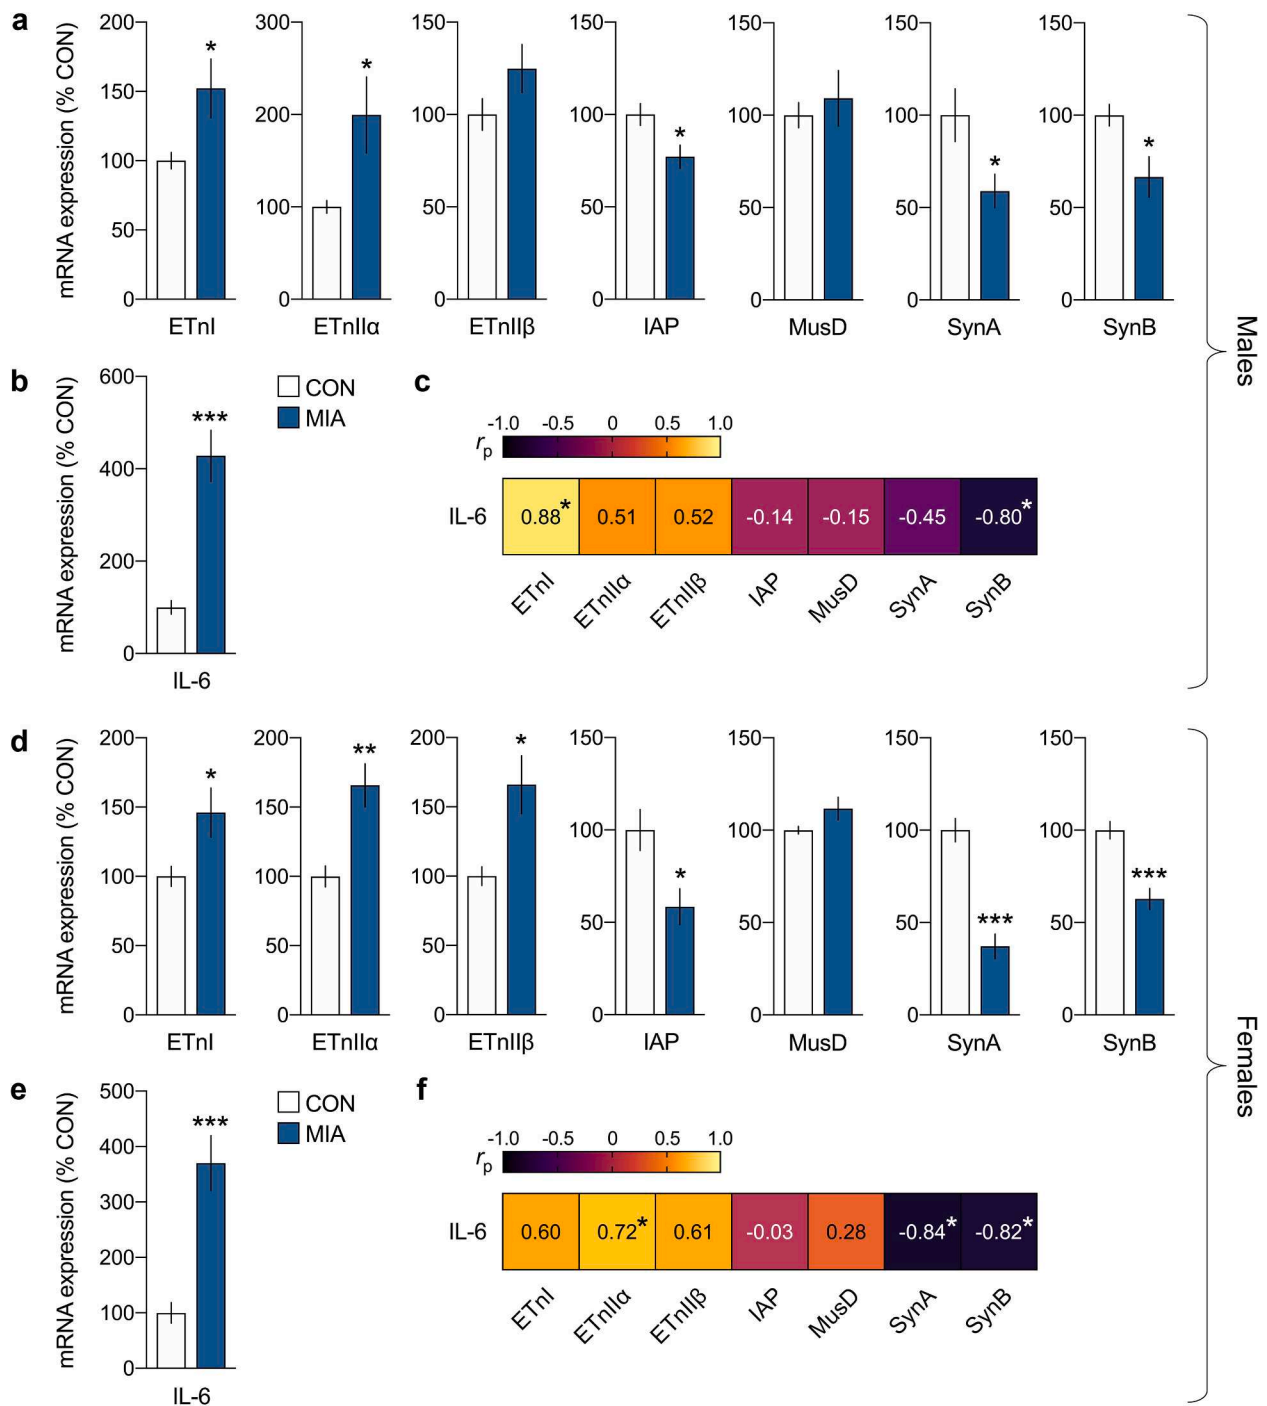 a
mRNA expression (% CON)
200
150
100
50
0
*
ETnI
300
200
100
0
*
ETnIIα
150
100
50
0
ETnIIβ
150
100
50
0
*
IAP
150
100
50
0
MusD
150
100
50
0
*
SynA
150
100
50
0
*
SynB
Males
b
mRNA expression (% CON)
600
400
200
0
***
IL-6
CON
MIA
c
-1.0 -0.5 0 0.5 1.0
rp
IL-6 0.88* 0.51 0.52 -0.14 -0.15 -0.45 -0.80*
ETnI ETnIIα ETnIIβ IAP MusD SynA SynB
d
mRNA expression (% CON)
200
150
100
50
0
*
ETnI
200
150
100
50
0
**
ETnIIα
200
150
100
50
0
*
ETnIIβ
150
100
50
0
*
IAP
150
100
50
0
MusD
150
100
50
0
***
SynA
150
100
50
0
***
SynB
Females
e
mRNA expression (% CON)
500
400
300
200
100
0
***
IL-6
CON
MIA
f
-1.0 -0.5 0 0.5 1.0
rp
IL-6 0.60 0.72* 0.61 -0.03 0.28 -0.84* -0.82*
ETnI ETnIIα ETnIIβ IAP MusD SynA SynB